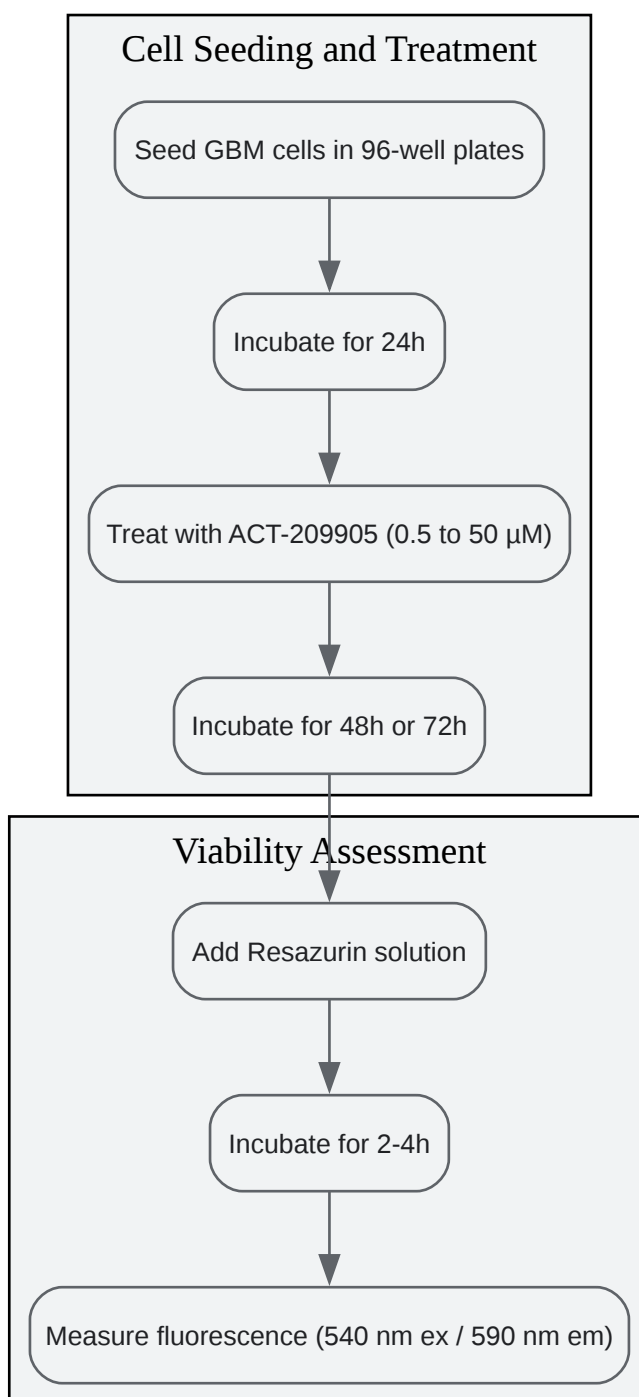 Cell Seeding and Treatment
Seed GBM cells in 96-well plates
Incubate for 24h
Treat with ACT-209905 (0.5 to 50 µM)
Incubate for 48h or 72h
Viability Assessment
Add Resazurin solution
Incubate for 2-4h
Measure fluorescence (540 nm ex / 590 nm em)